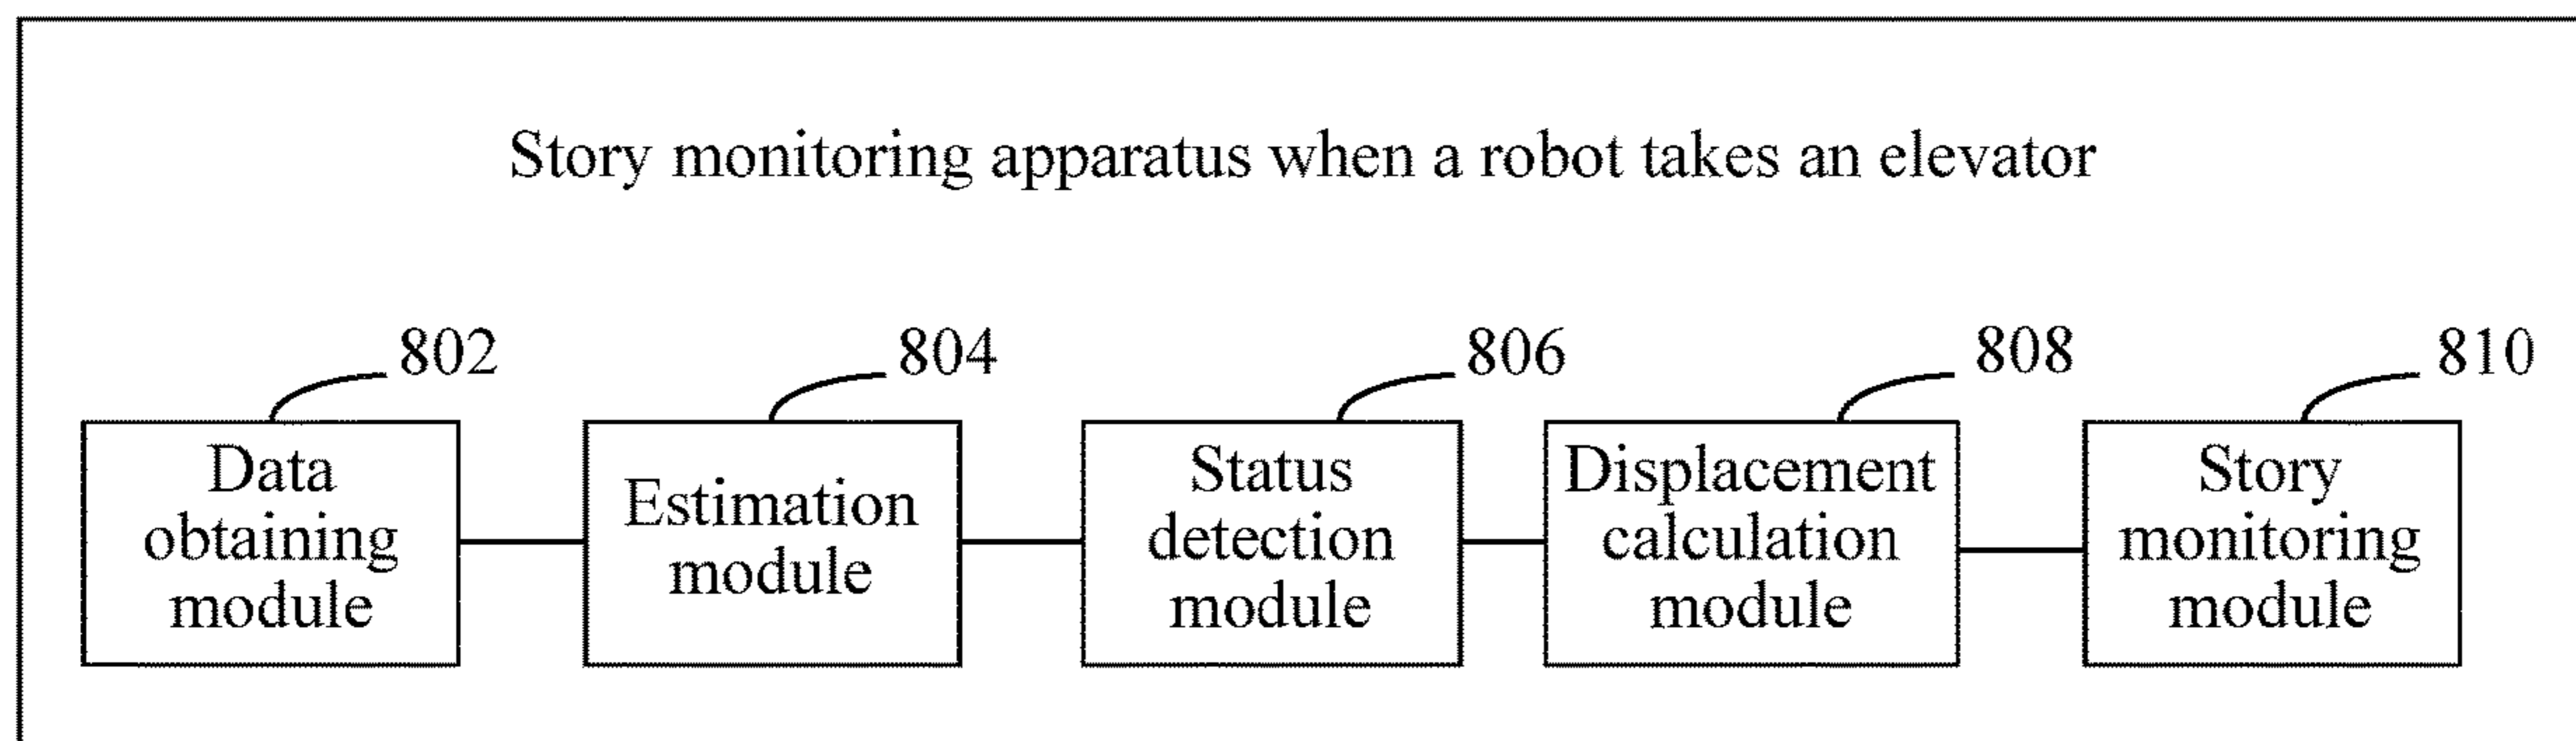 Story monitoring apparatus when a robot takes an elevator
802
804
806
808
810
Data
obtaining
module
Estimation
module
Status
detection
module
Displacement
calculation
module
Story
monitoring
module